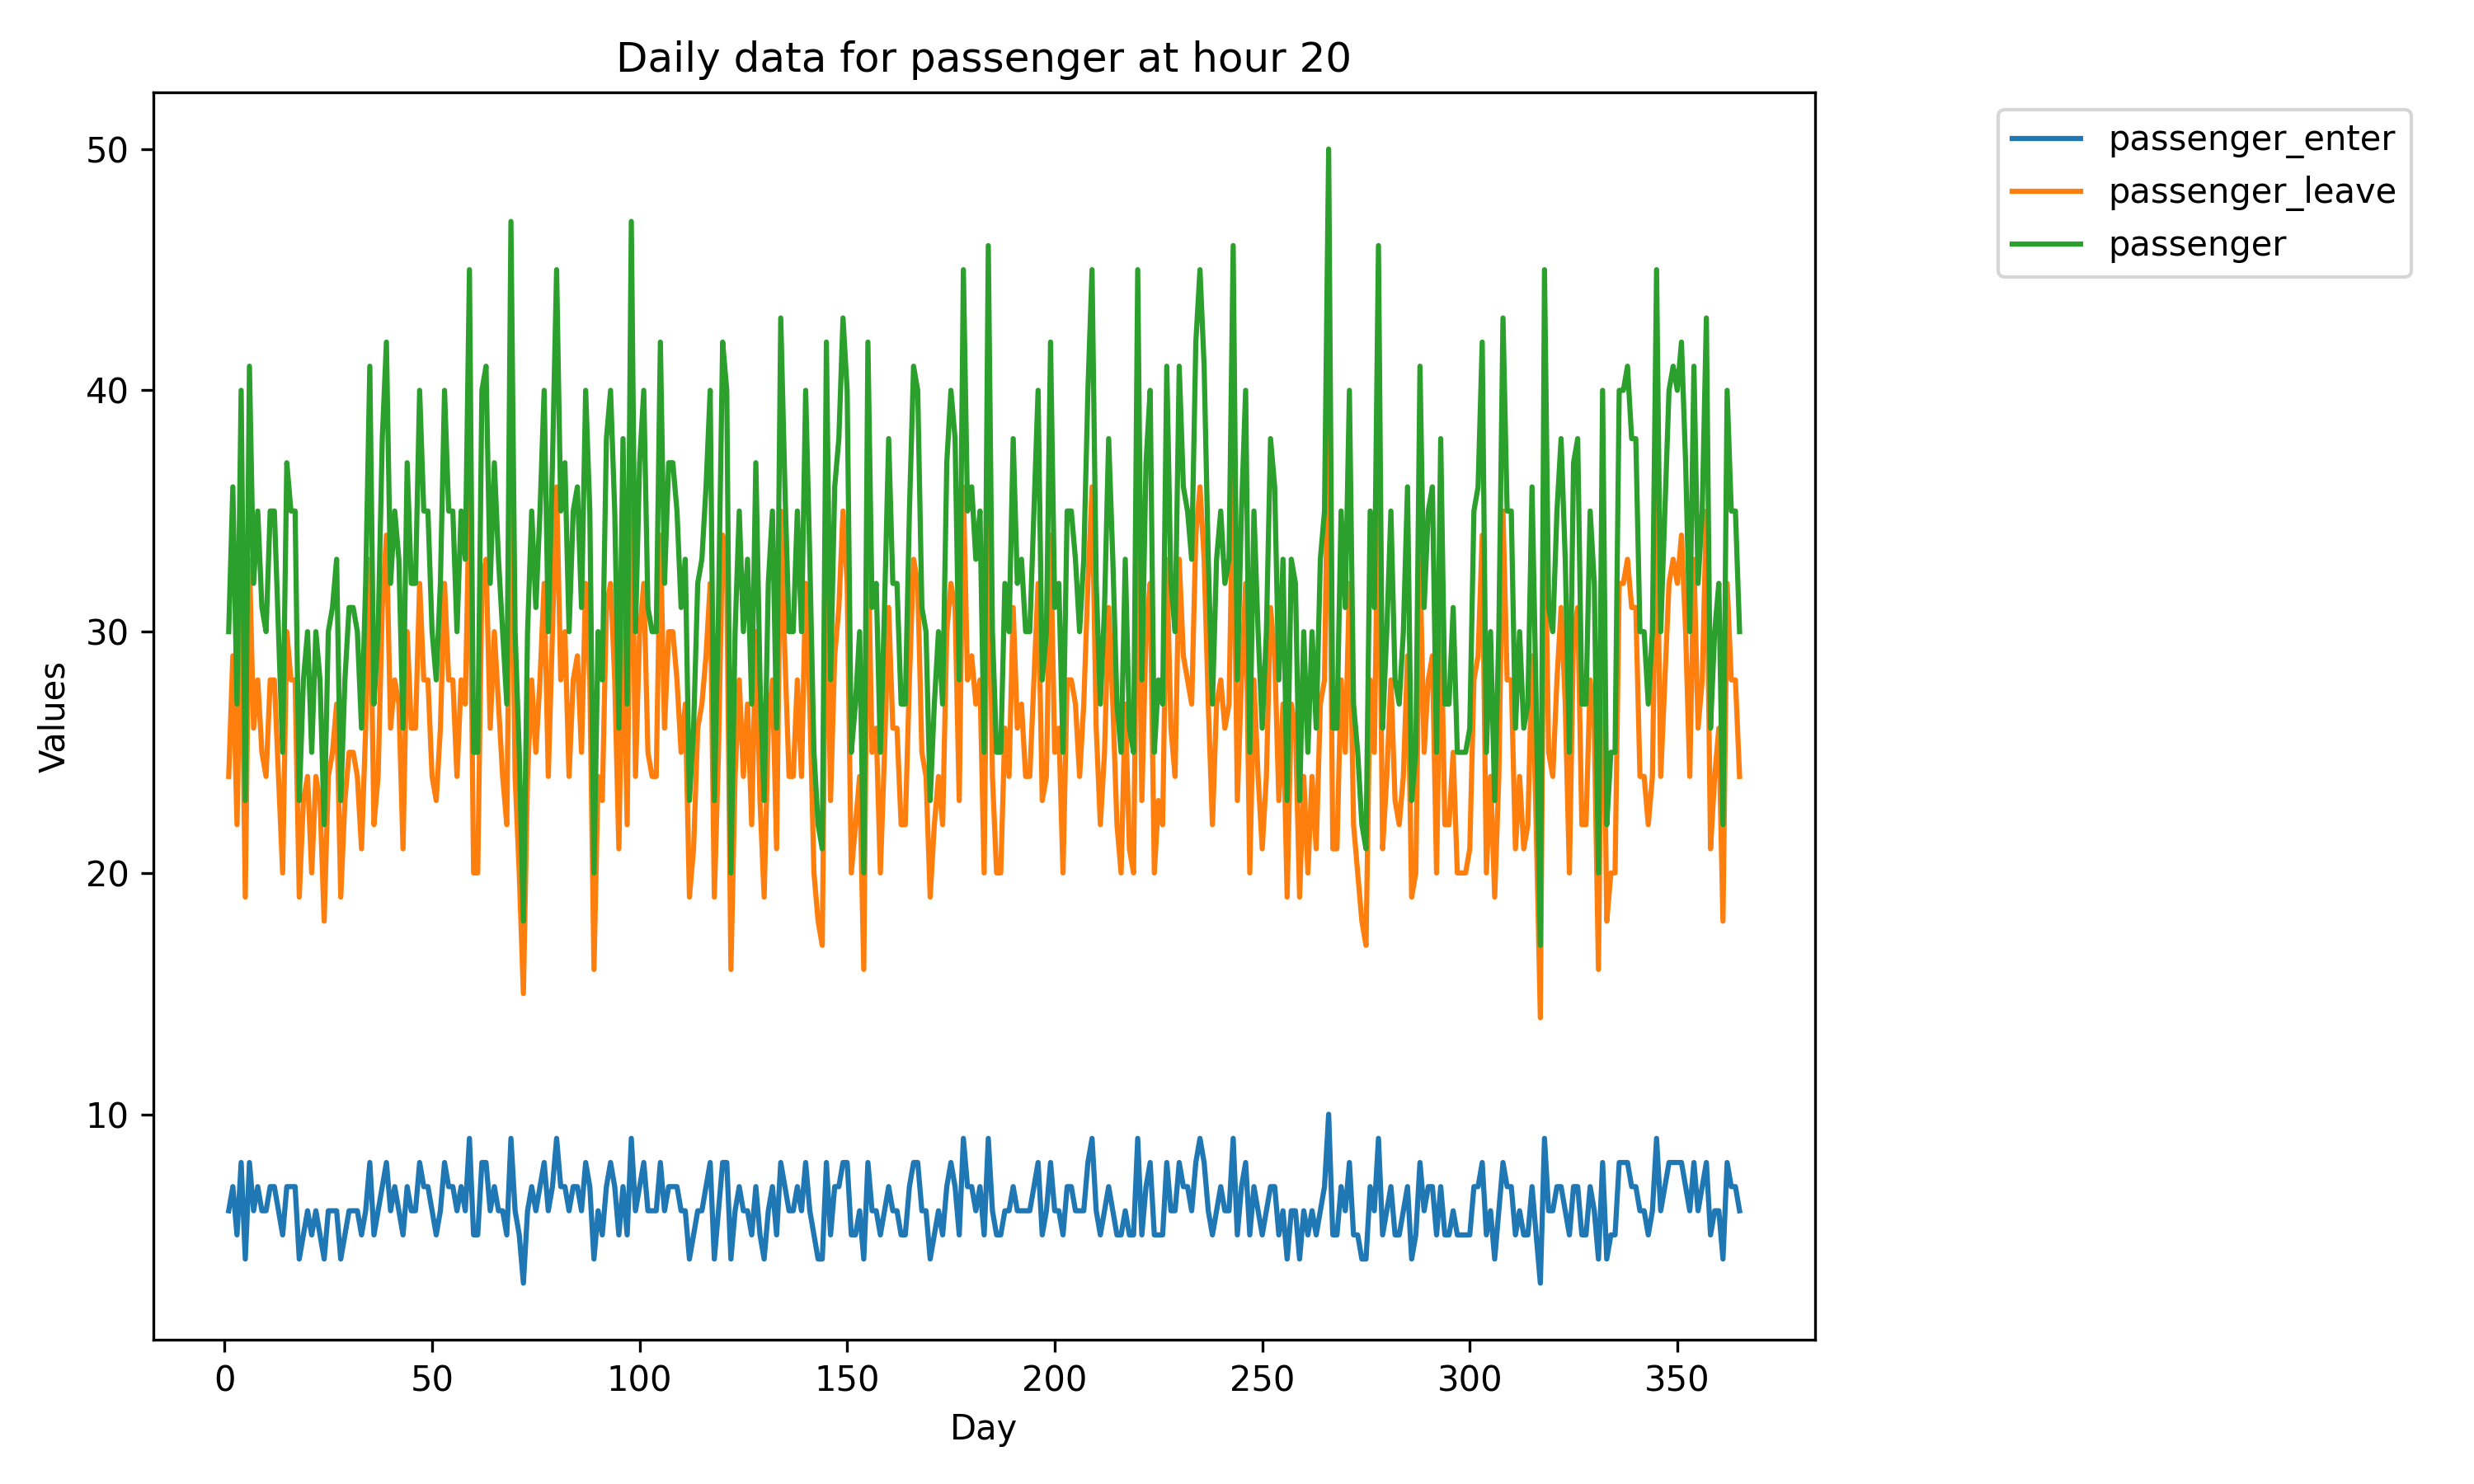 Daily data for passenger at hour 20
passenger_enter
passenger_leave
passenger
Values
50
40
30
20
10
0 50 100 150 200 250 300 350
Day